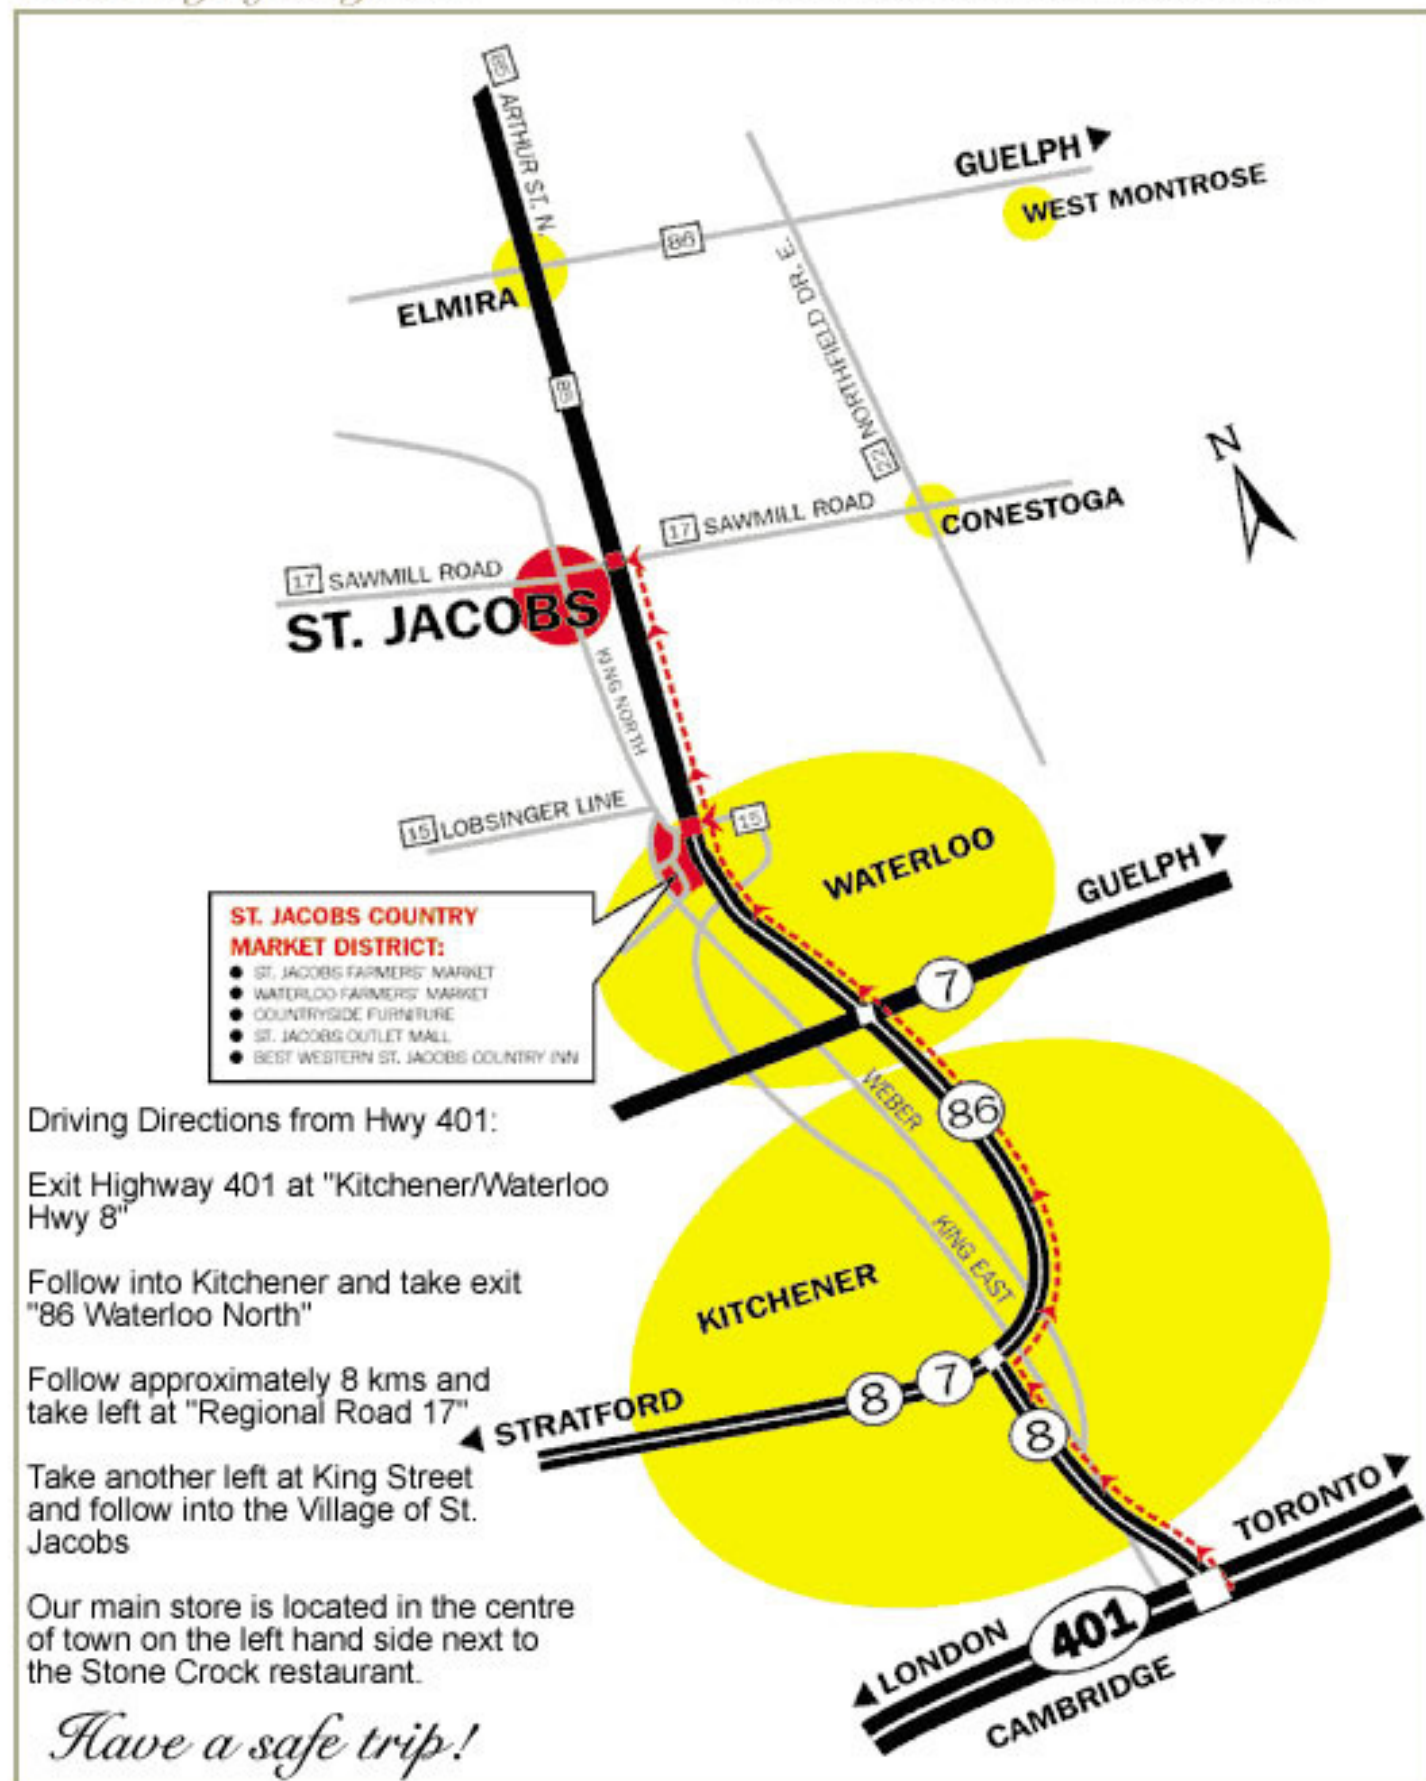 85 ARTHUR ST. N.
GUELPH
WEST MONTROSE
86
ELMIRA
NORTHFIELD DR. E.
22
85
N
17 SAWMILL ROAD
CONESTOGA
17 SAWMILL ROAD
ST. JACOBS
KING NORTH
15 LOBSINGER LINE
15
WATERLOO
GUELPH
7
ST. JACOBS COUNTRY
MARKET DISTRICT:
● ST. JACOBS FARMERS' MARKET
● WATERLOO FARMERS' MARKET
● COUNTRYSIDE FURNITURE
● ST. JACOBS OUTLET MALL
● BEST WESTERN ST. JACOBS COUNTRY INN
WEBER
86
KING EAST
KITCHENER
8 7
STRATFORD
8
TORONTO
LONDON
401
CAMBRIDGE
Driving Directions from Hwy 401:
Exit Highway 401 at "Kitchener/Waterloo
Hwy 8"
Follow into Kitchener and take exit
"86 Waterloo North"
Follow approximately 8 kms and
take left at "Regional Road 17"
Take another left at King Street
and follow into the Village of St.
Jacobs
Our main store is located in the centre
of town on the left hand side next to
the Stone Crock restaurant.
Have a safe trip!